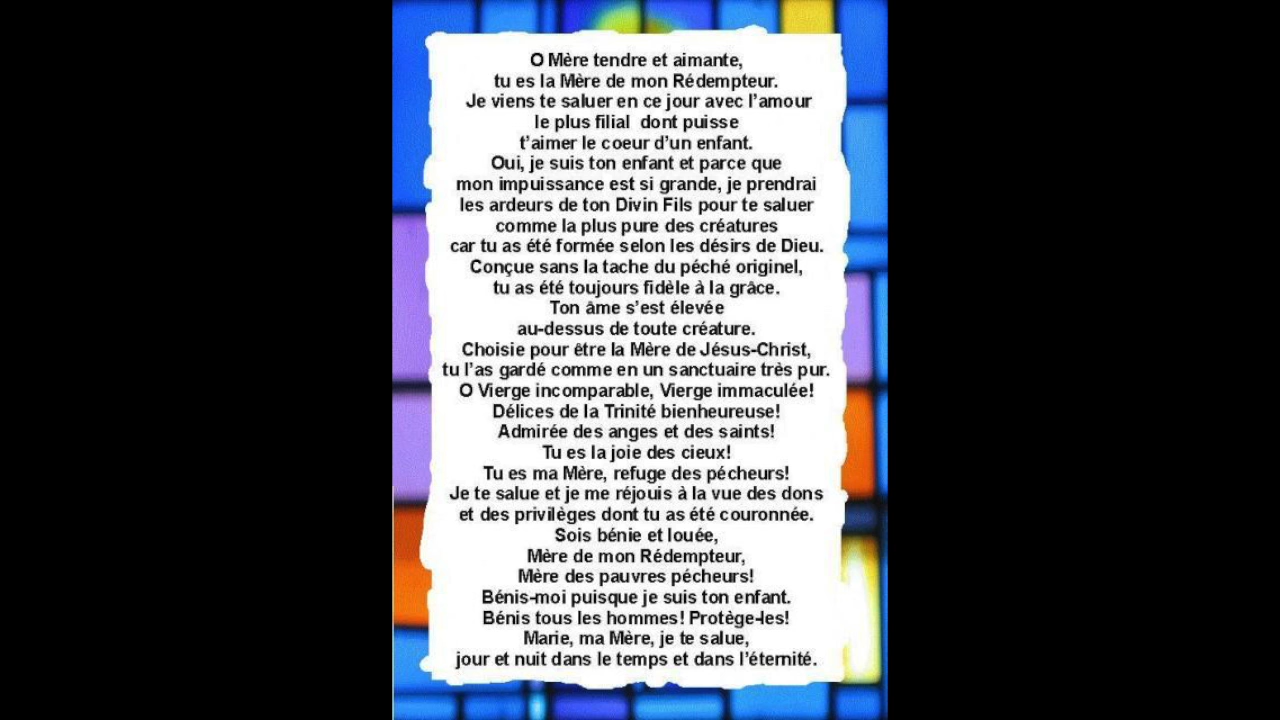 O Mère tendre et aimante,
tu es la Mère de mon Rédempteur.
Je viens te saluer en ce jour avec l'amour
le plus filial dont puisse
t'aimer le coeur d'un enfant.
Oui, je suis ton enfant et parce que
mon impuissance est si grande, je prendrai
les ardeurs de ton Divin Fils pour te saluer
comme la plus pure des créatures
car tu as été formée selon les désirs de Dieu.
Conçue sans la tache du péché originel,
tu as été toujours fidèle à la grâce.
Ton âme s'est élevée
au-dessus de toute créature.
Choisie pour être la Mère de Jésus-Christ,
tu l'as gardé comme en un sanctuaire très pur.
O Vierge incomparable, Vierge immaculée!
Délices de la Trinité bienheureuse!
Admirée des anges et des saints!
Tu es la joie des cieux!
Tu es ma Mère, refuge des pécheurs!
Je te salue et je me réjouis à la vue des dons
et des privilèges dont tu as été couronnée.
Sois bénie et louée,
Mère de mon Rédempteur,
Mère des pauvres pécheurs!
Bénis-moi puisque je suis ton enfant.
Bénis tous les hommes! Protège-les!
Marie, ma Mère, je te salue,
jour et nuit dans le temps et dans l'éternité.